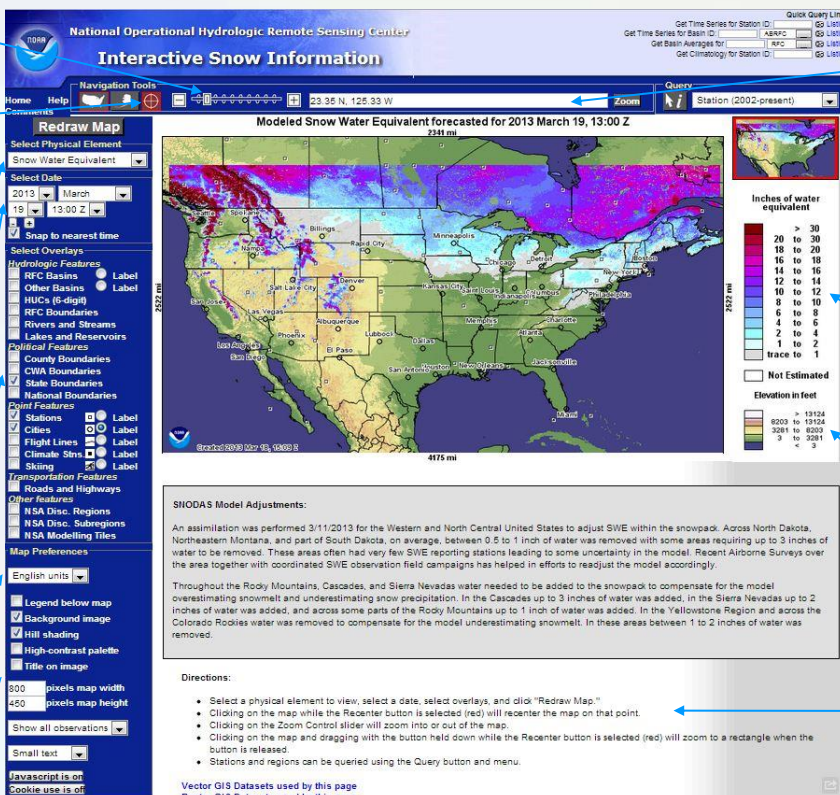 Quick Query Lin
National Operational Hydrologic Remote Sensing Center
Get Time Series for Station ID: Go Listi
Get Time Series for Basin ID: ABRFC ... Go Listi
Get Basin Averages for RFC ... Go Listi
Get Climatology for Station ID: Go Listi
NOAA
Interactive Snow Information
Navigation Tools
Query
Home Help
Comments
23.35 N, 125.33 W
Zoom
Station (2002-present)
Redraw Map
Select Physical Element
Snow Water Equivalent
Select Date
2013 March
19 13:00 Z
- +
Snap to nearest time
Select Overlays
Hydrologic Features
RFC Basins Label
Other Basins Label
HUCs (6-digit)
RFC Boundaries
Rivers and Streams
Lakes and Reservoirs
Political Features
County Boundaries
CWA Boundaries
State Boundaries
National Boundaries
Point Features
Stations Label
Cities Label
Flight Lines Label
Climate Stns. Label
Skiing Label
Transportation Features
Roads and Highways
Other features
NSA Disc. Regions
NSA Disc. Subregions
NSA Modelling Tiles
Map Preferences
English units
Legend below map
Background image
Hill shading
High-contrast palette
Title on image
800 pixels map width
450 pixels map height
Show all observations
Small text
Javascript is on
Cookie use is off
Modeled Snow Water Equivalent forecasted for 2013 March 19, 13:00 Z
2341 mi
2522 mi
2522 mi
Seattle
Spokane
Billings
Nampa
Rapid City
Minneapolis
Chicago
Detroit
Boston
New York
Philadelphia
Salt Lake City
Denver
Kansas City
Saint Louis
Indianapolis
Columbus
San Jose
Las Vegas
Albuquerque
Memphis
Charlotte
Los Angeles
San Diego
Phoenix
Lubbock
Dallas
Atlanta
El Paso
San Antonio
Houston
New Orleans
Jacksonville
Miami
Created 2013 Mar 18, 15:09 Z
4175 mi
Inches of water
equivalent
> 30
20 to 30
18 to 20
16 to 18
14 to 16
12 to 14
10 to 12
8 to 10
6 to 8
4 to 6
2 to 4
1 to 2
trace to 1
Not Estimated
Elevation in feet
> 13124
8203 to 13124
3281 to 8203
3 to 3281
< 3
SNODAS Model Adjustments:
An assimilation was performed 3/11/2013 for the Western and North Central United States to adjust SWE within the snowpack. Across North Dakota,
Northeastern Montana, and part of South Dakota, on average, between 0.5 to 1 inch of water was removed with some areas requiring up to 3 inches of
water to be removed. These areas often had very few SWE reporting stations leading to some uncertainty in the model. Recent Airborne Surveys over
the area together with coordinated SWE observation field campaigns has helped in efforts to readjust the model accordingly.
Throughout the Rocky Mountains, Cascades, and Sierra Nevadas water needed to be added to the snowpack to compensate for the model
overestimating snowmelt and underestimating snow precipitation. In the Cascades up to 3 inches of water was added, in the Sierra Nevadas up to 2
inches of water was added, and across some parts of the Rocky Mountains up to 1 inch of water was added. In the Yellowstone Region and across the
Colorado Rockies water was removed to compensate for the model underestimating snowmelt. In these areas between 1 to 2 inches of water was
removed.
Directions:
• Select a physical element to view, select a date, select overlays, and click "Redraw Map."
• Clicking on the map while the Recenter button is selected (red) will recenter the map on that point.
• Clicking on the Zoom Control slider will zoom into or out of the map.
• Clicking on the map and dragging with the button held down while the Recenter button is selected (red) will zoom to a rectangle when the
button is released.
• Stations and regions can be queried using the Query button and menu.
Vector GIS Datasets used by this page